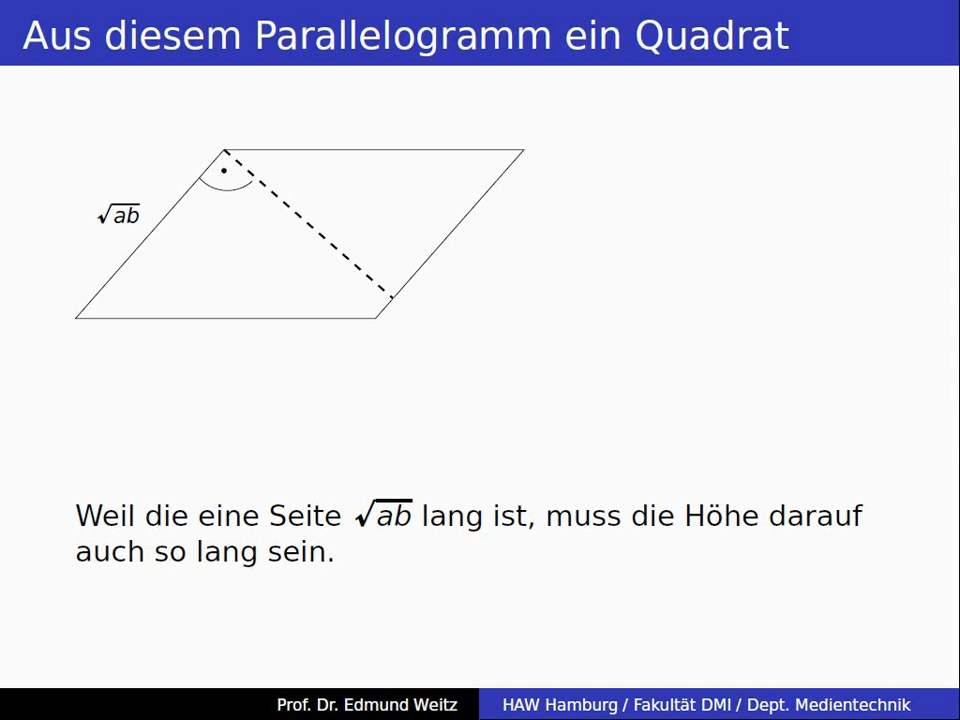 Aus diesem Parallelogramm ein Quadrat
√ab
Weil die eine Seite √ab lang ist, muss die Höhe darauf
auch so lang sein.
Prof. Dr. Edmund Weitz HAW Hamburg / Fakultät DMI / Dept. Medientechnik